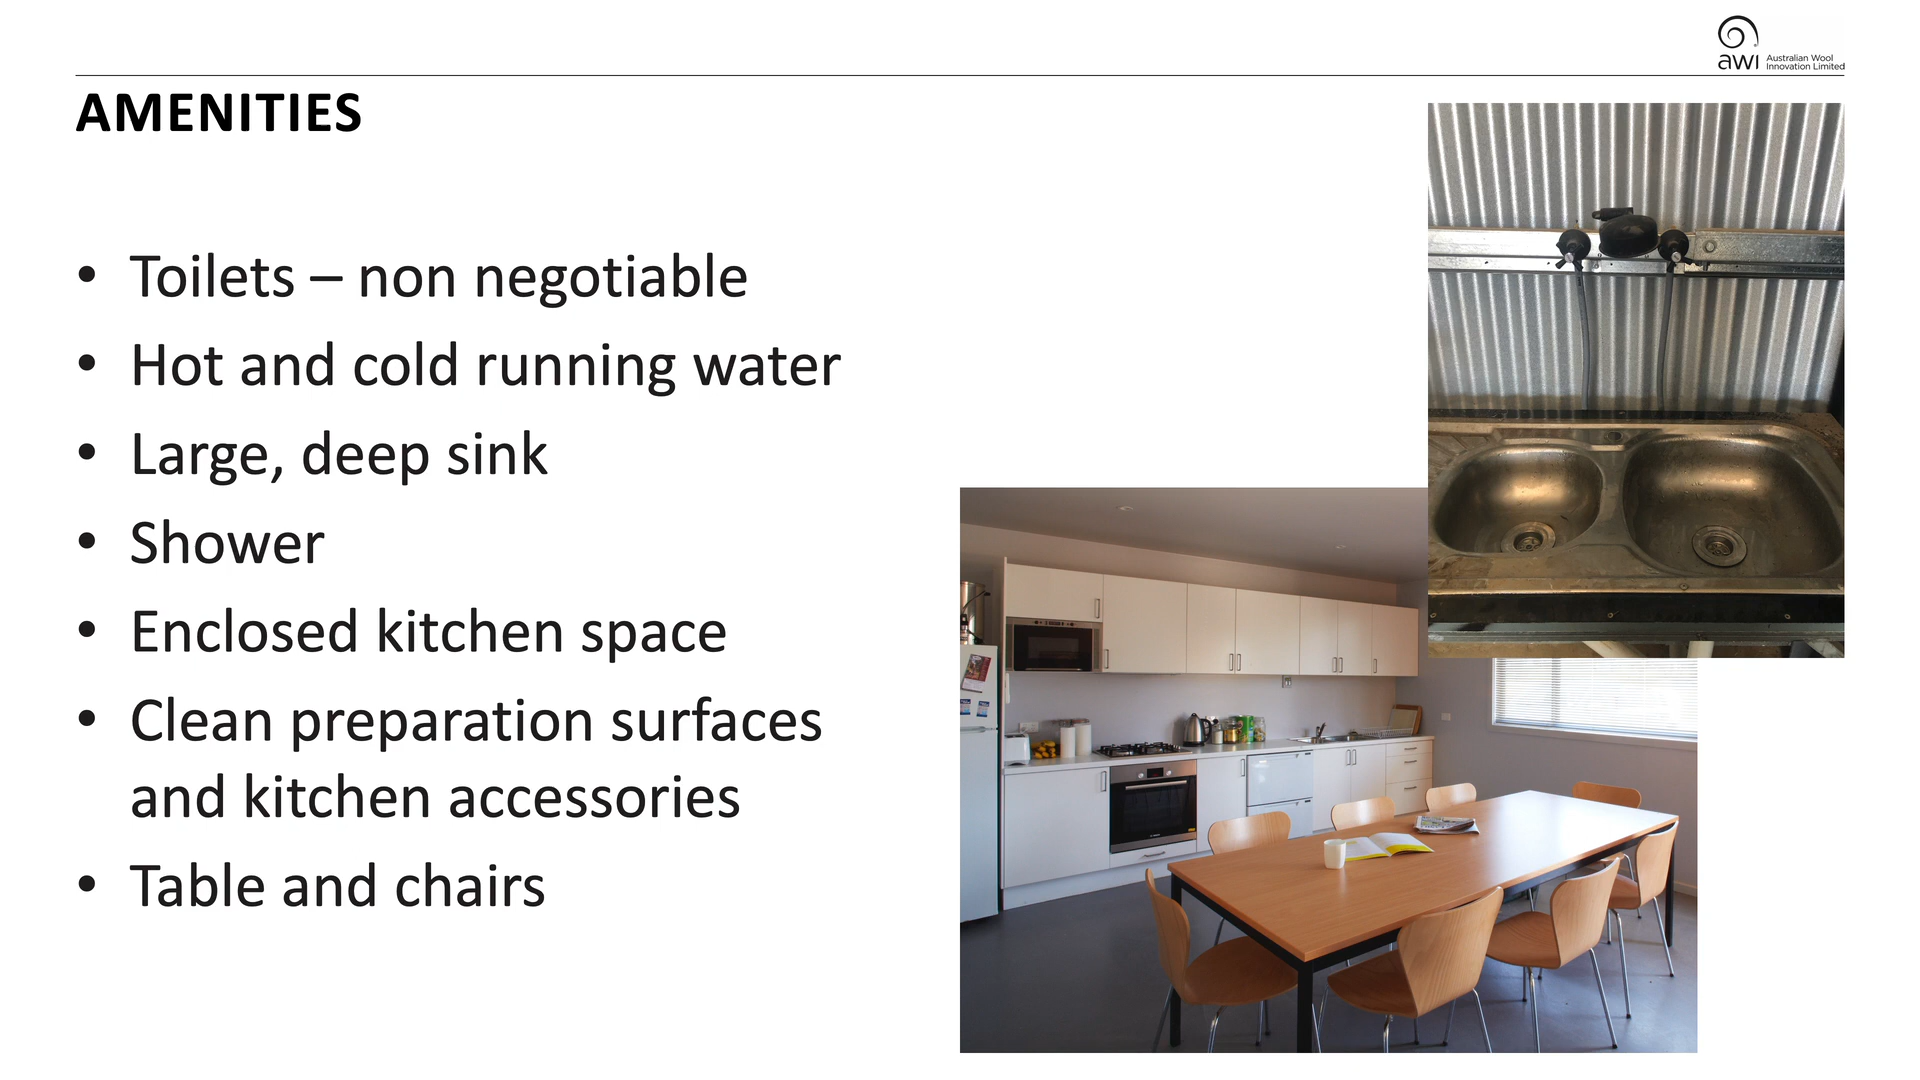 awi Australian Wool
Innovation Limited
AMENITIES
• Toilets – non negotiable
• Hot and cold running water
• Large, deep sink
• Shower
• Enclosed kitchen space
• Clean preparation surfaces
and kitchen accessories
• Table and chairs